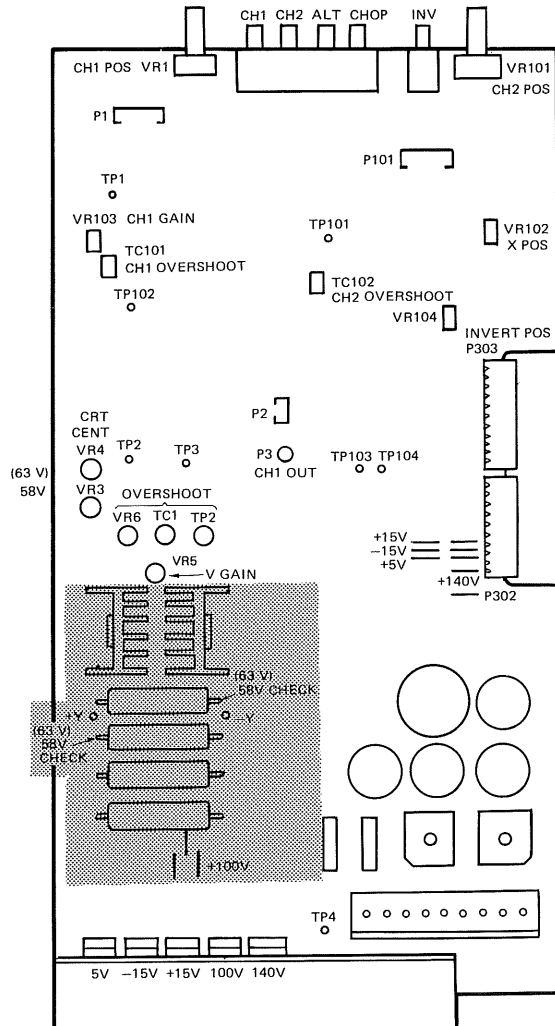 CH1 CH2 ALT CHOP INV
CH1 POS VR1
VR101
CH2 POS
P1
P101
TP1
VR103 CH1 GAIN
TP101
VR102
X POS
TC101
CH1 OVERSHOOT
TC102
CH2 OVERSHOOT
TP102
VR104
INVERT POS
P303
P2
CRT
CENT
VR4
TP2
TP3
P3
CH1 OUT
TP103 TP104
(63 V)
58V
VR3
OVERSHOOT
VR6 TC1 TP2
+15V
-15V
+5V
+140V
P302
VR5
V GAIN
(63 V)
58V CHECK
+Y
-Y
(63 V)
58V
CHECK
+100V
TP4
5V -15V +15V 100V 140V